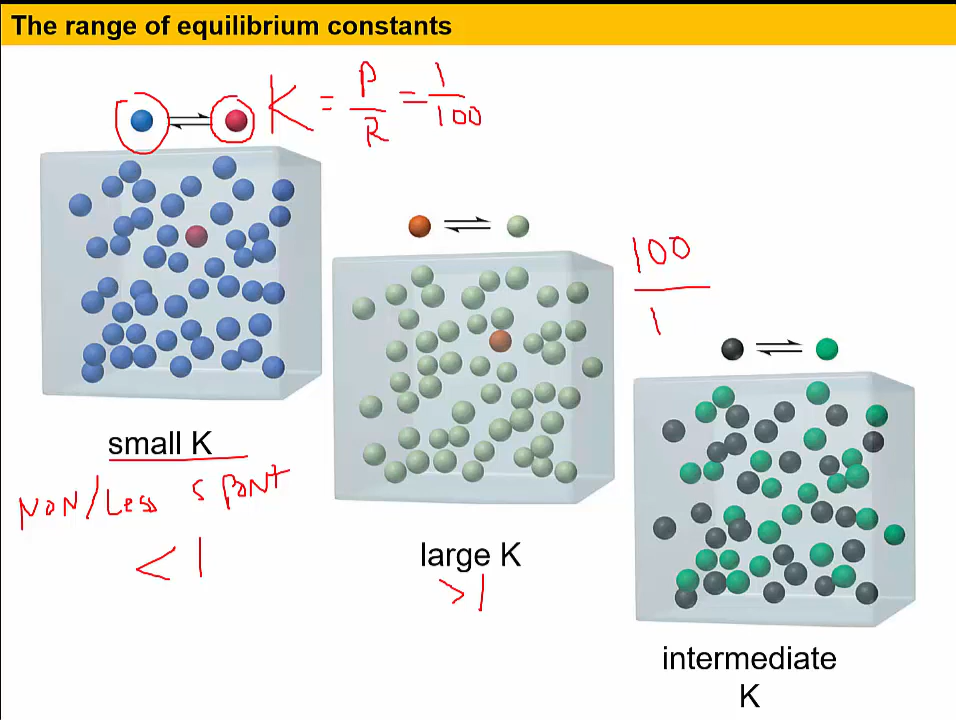 The range of equilibrium constants
K = P/R = 1/100
100
1
small K
NON/Less spont
< 1
large K
> 1
intermediate
K